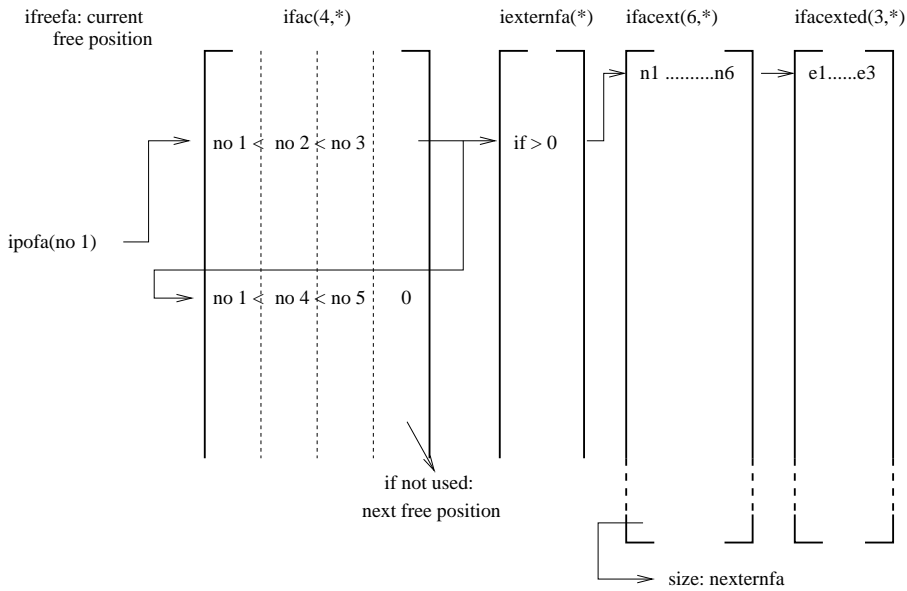 ifreefa: current
free position
ifac(4,*)
iexternfa(*)
ifacext(6,*)
ifacexted(3,*)
n1 ..........n6
e1......e3
no 1 < no 2 < no 3
if > 0
ipofa(no 1)
no 1 < no 4 < no 5 0
if not used:
next free position
size: nexternfa